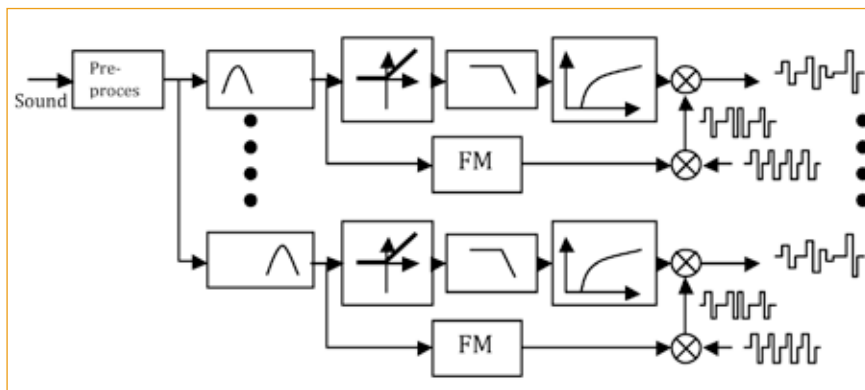 Pre-
proces
Sound
FM
FM